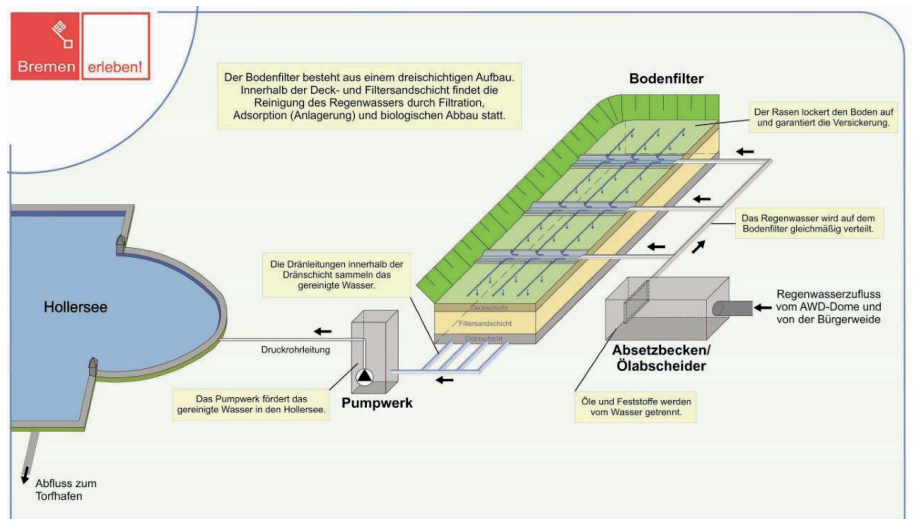 Bremen erleben!
Der Bodenfilter besteht aus einem dreischichtigen Aufbau.
Innerhalb der Deck- und Filtersandschicht findet die
Reinigung des Regenwassers durch Filtration,
Adsorption (Anlagerung) und biologischen Abbau statt.
Bodenfilter
Der Rasen lockert den Boden auf
und garantiert die Versickerung.
Das Regenwasser wird auf dem
Bodenfilter gleichmäßig verteilt.
Die Dränleitungen innerhalb der
Dränschicht sammeln das
gereinigte Wasser.
Hollersee
Deckschicht
Filtersandschicht
Dränschicht
Regenwasserzufluss
vom AWD-Dome und
von der Bürgerweide
Druckrohrleitung
Absetzbecken/
Ölabscheider
Das Pumpwerk fördert das
gereinigte Wasser in den Hollersee.
Pumpwerk
Öle und Feststoffe werden
vom Wasser getrennt.
Abfluss zum
Torfhafen